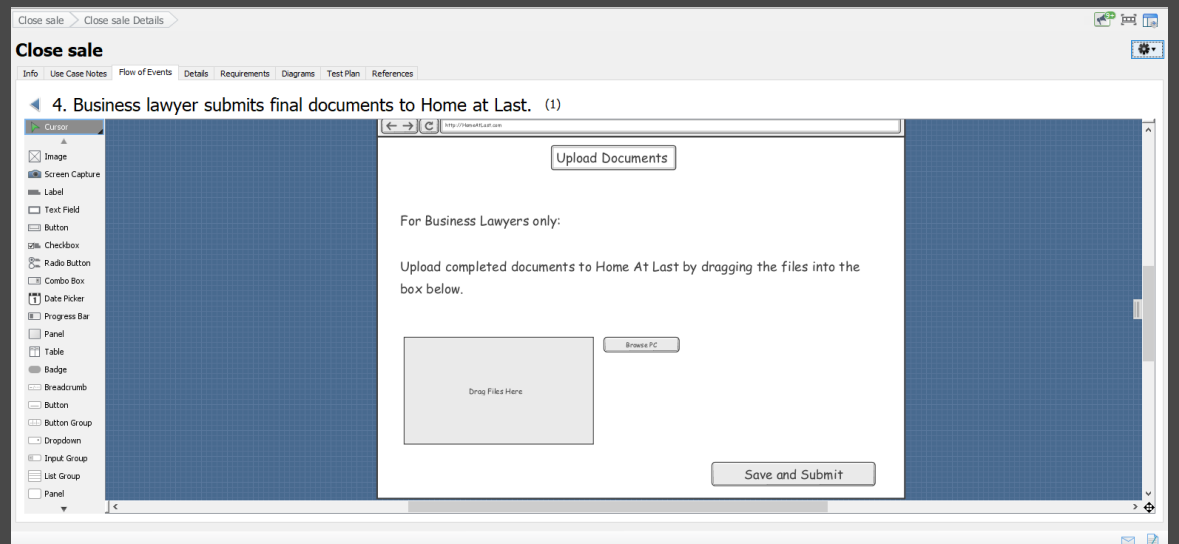 Close sale
Close sale Details
Close sale
Info
Use Case Notes
Flow of Events
Details
Requirements
Diagrams
Test Plan
References
4. Business lawyer submits final documents to Home at Last. (1)
Cursor
Image
Screen Capture
Label
Text Field
Button
Checkbox
Radio Button
Combo Box
Date Picker
Progress Bar
Panel
Table
Badge
Breadcrumb
Button
Button Group
Dropdown
Input Group
List Group
Panel
http://HomeAtLast.com
Upload Documents
For Business Lawyers only:
Upload completed documents to Home At Last by dragging the files into the
box below.
Browse PC
Drag Files Here
Save and Submit